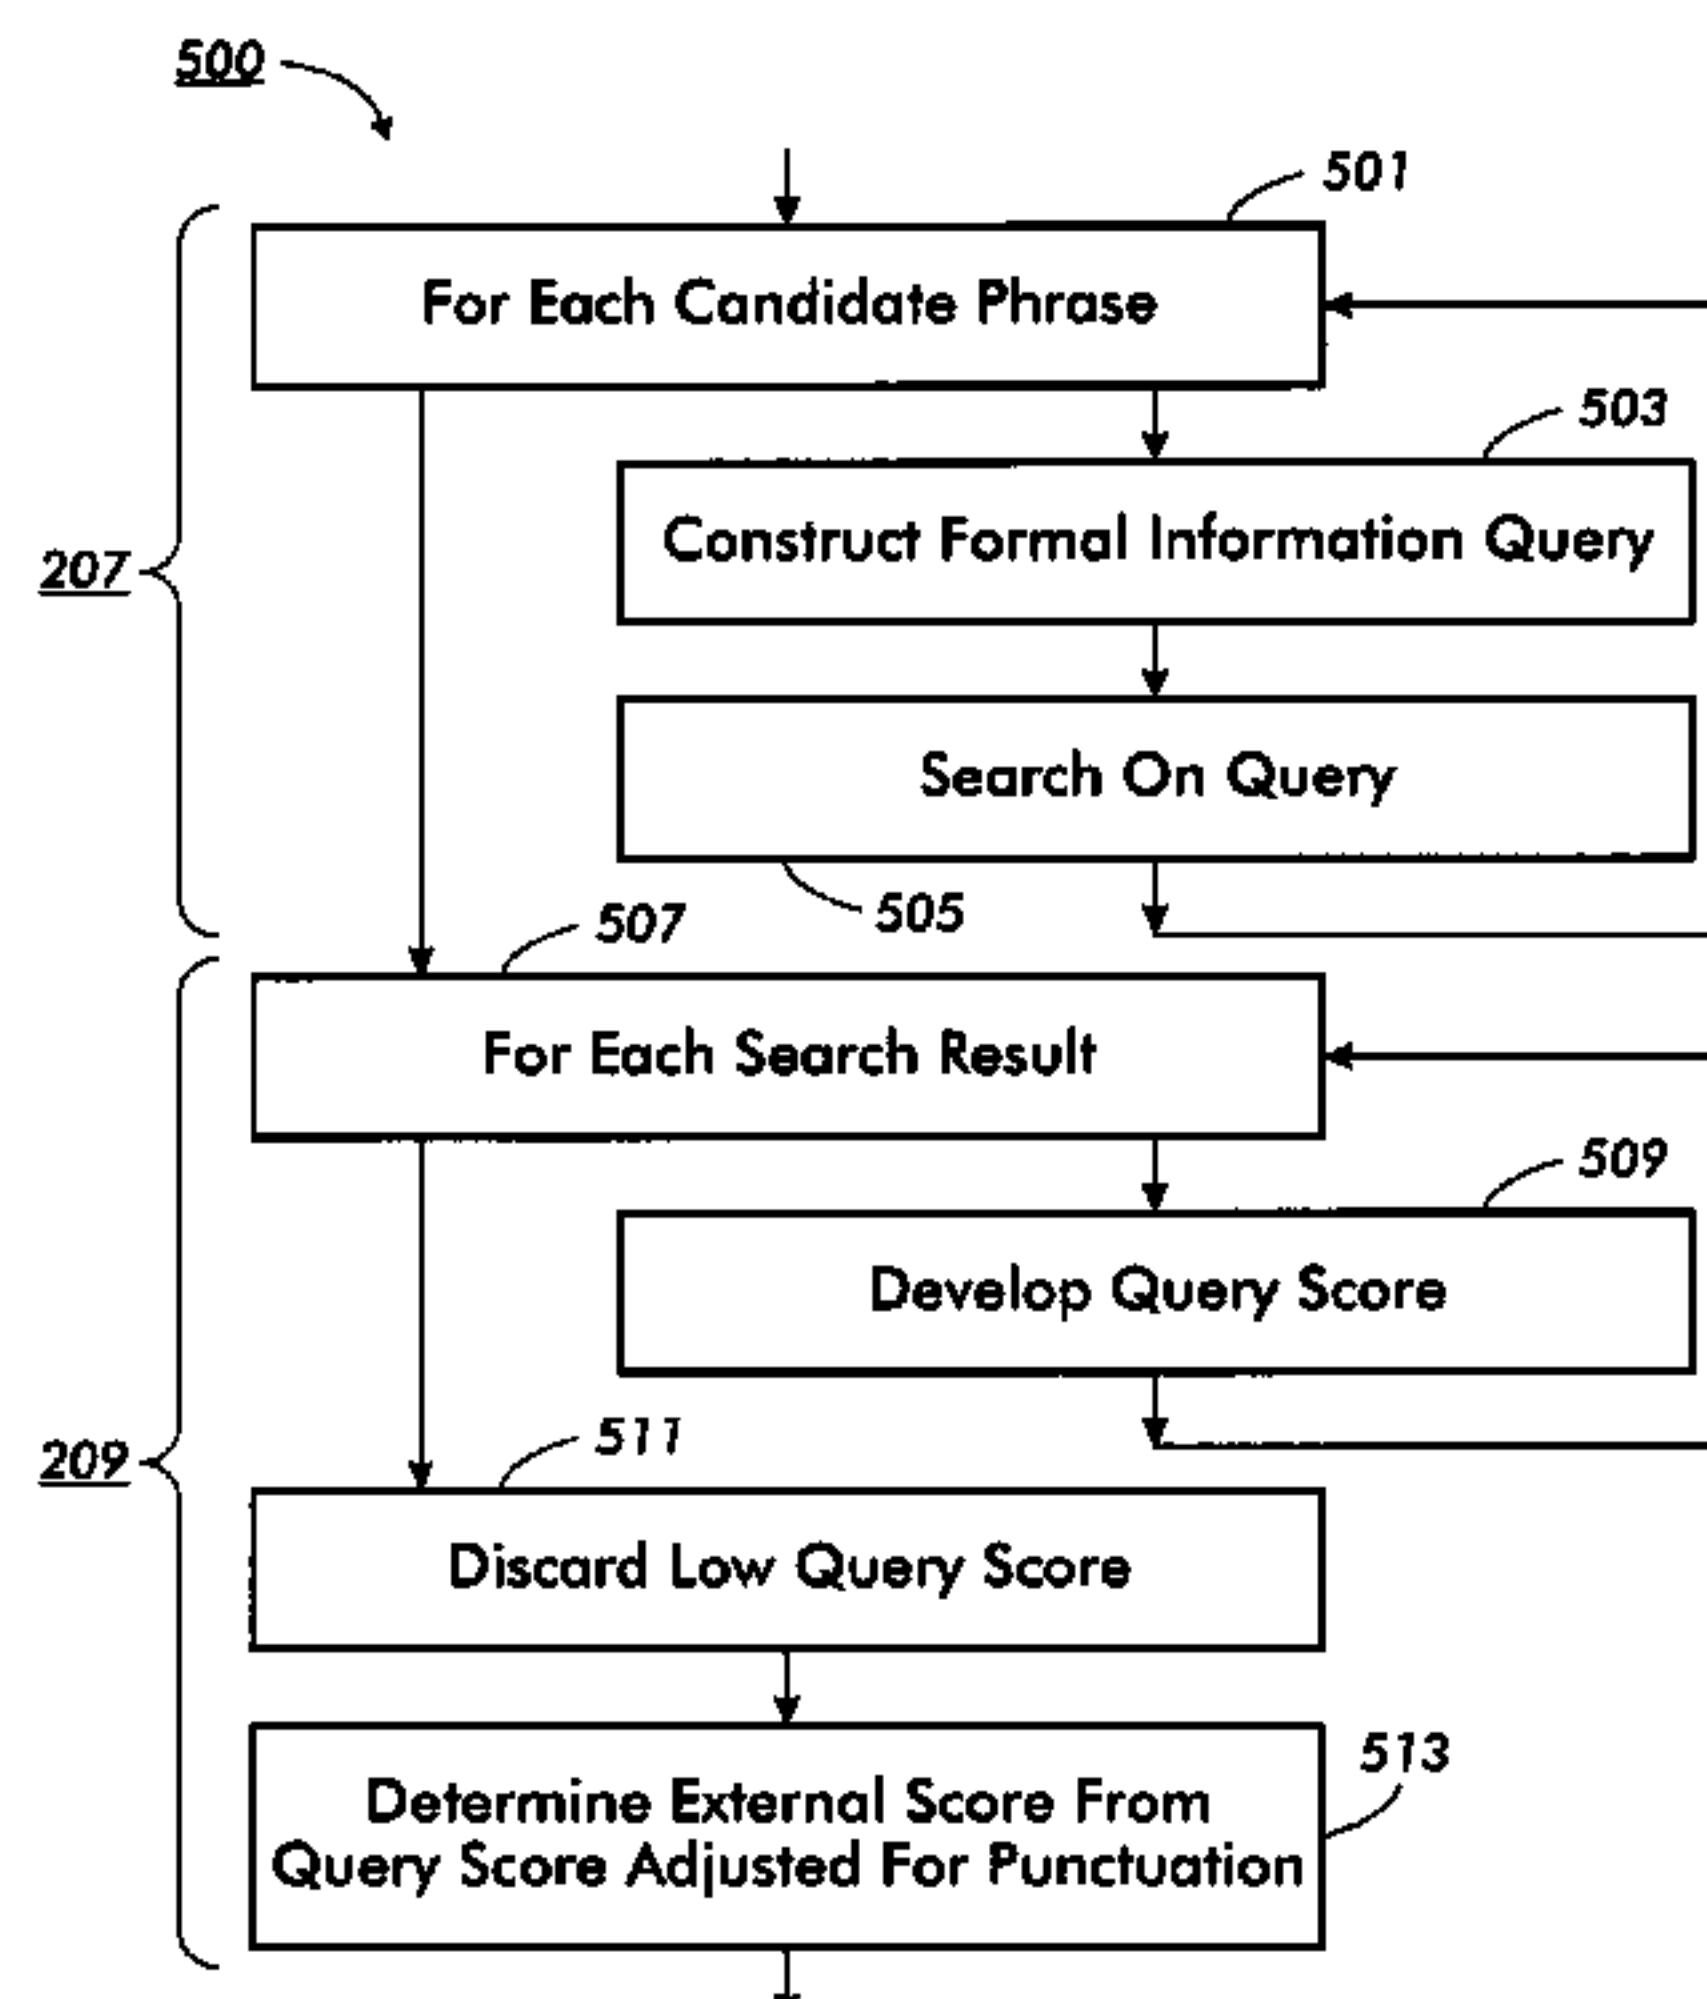 500
501
For Each Candidate Phrase
503
Construct Formal Information Query
207
Search On Query
505
507
For Each Search Result
509
Develop Query Score
209
511
Discard Low Query Score
513
Determine External Score From
Query Score Adjusted For Punctuation